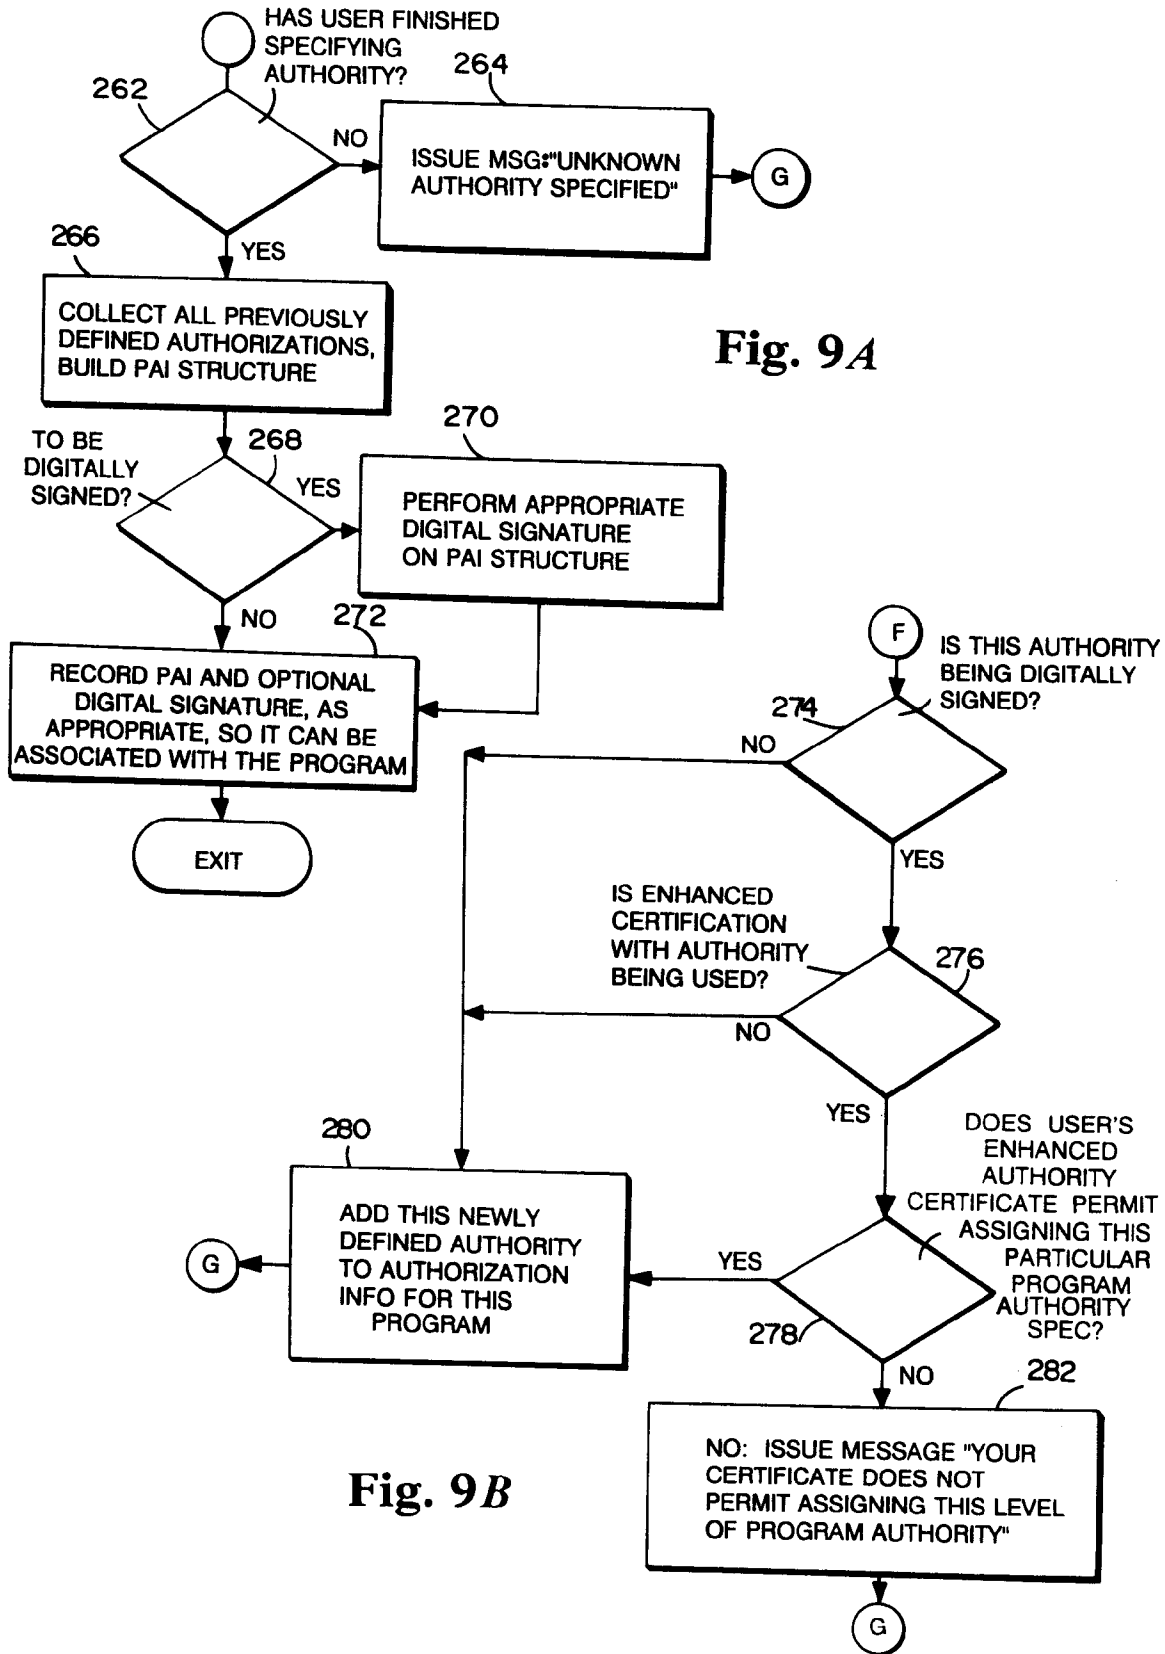 HAS USER FINISHED
SPECIFYING
AUTHORITY?
262
264
NO
ISSUE MSG:"UNKNOWN
AUTHORITY SPECIFIED"
G
YES
266
COLLECT ALL PREVIOUSLY
DEFINED AUTHORIZATIONS,
BUILD PAI STRUCTURE
Fig. 9A
TO BE
DIGITALLY
SIGNED?
268
YES
270
PERFORM APPROPRIATE
DIGITAL SIGNATURE
ON PAI STRUCTURE
NO
272
RECORD PAI AND OPTIONAL
DIGITAL SIGNATURE, AS
APPROPRIATE, SO IT CAN BE
ASSOCIATED WITH THE PROGRAM
EXIT
F
IS THIS AUTHORITY
BEING DIGITALLY
SIGNED?
274
NO
YES
IS ENHANCED
CERTIFICATION
WITH AUTHORITY
BEING USED?
276
NO
YES
DOES USER'S
ENHANCED
AUTHORITY
CERTIFICATE PERMIT
ASSIGNING THIS
PARTICULAR
PROGRAM
AUTHORITY
SPEC?
278
YES
280
ADD THIS NEWLY
DEFINED AUTHORITY
TO AUTHORIZATION
INFO FOR THIS
PROGRAM
G
NO
282
NO: ISSUE MESSAGE "YOUR
CERTIFICATE DOES NOT
PERMIT ASSIGNING THIS LEVEL
OF PROGRAM AUTHORITY"
G
Fig. 9B